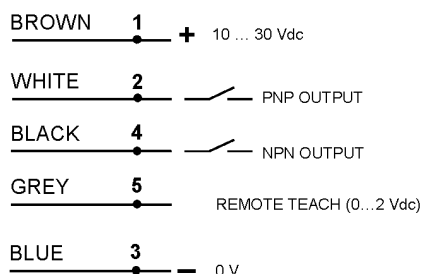 BROWN 1 + 10 ... 30 Vdc
WHITE 2 PNP OUTPUT
BLACK 4 NPN OUTPUT
GREY 5 REMOTE TEACH (0...2 Vdc)
BLUE 3 − 0 V